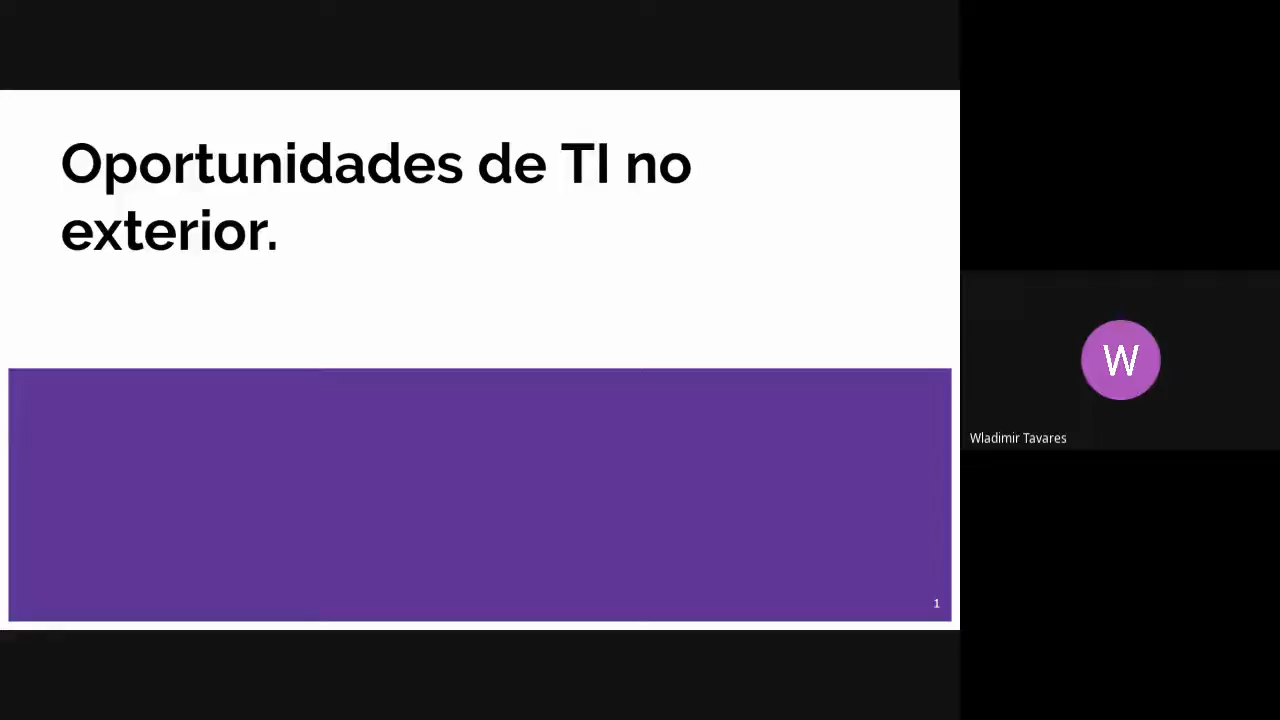 Oportunidades de TI no
exterior.
1
W
Wladimir Tavares